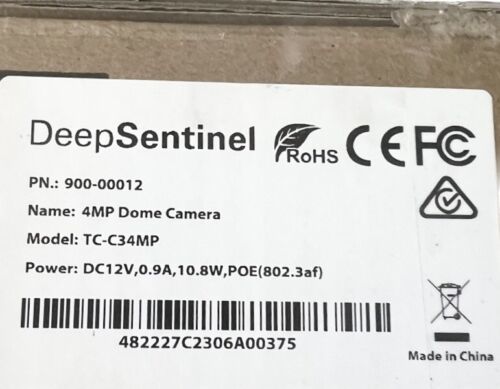 DeepSentinel RoHS CE FC
PN.: 900-00012
Name: 4MP Dome Camera
Model: TC-C34MP
Power: DC12V,0.9A,10.8W,POE(802.3af)
482227C2306A00375
Made in China